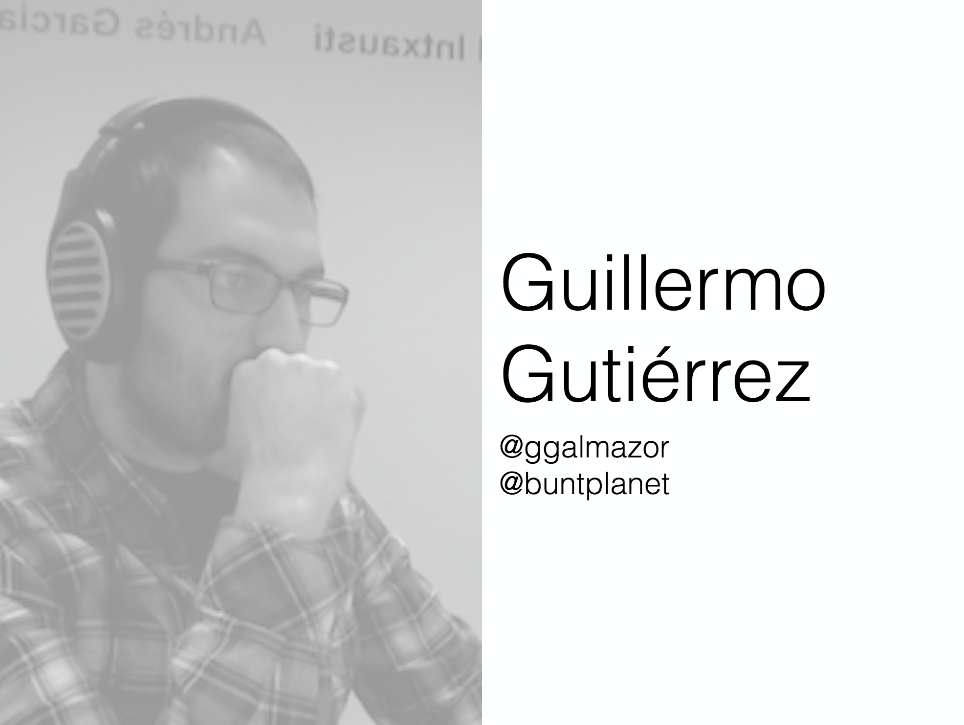 Andrés Garcia
Intxausti
Guillermo
Gutiérrez
@ggalmazor
@buntplanet